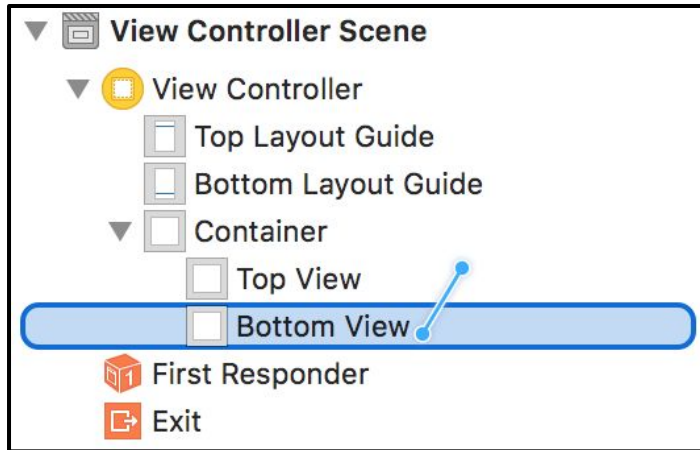 View Controller Scene
View Controller
Top Layout Guide
Bottom Layout Guide
Container
Top View
Bottom View
First Responder
Exit